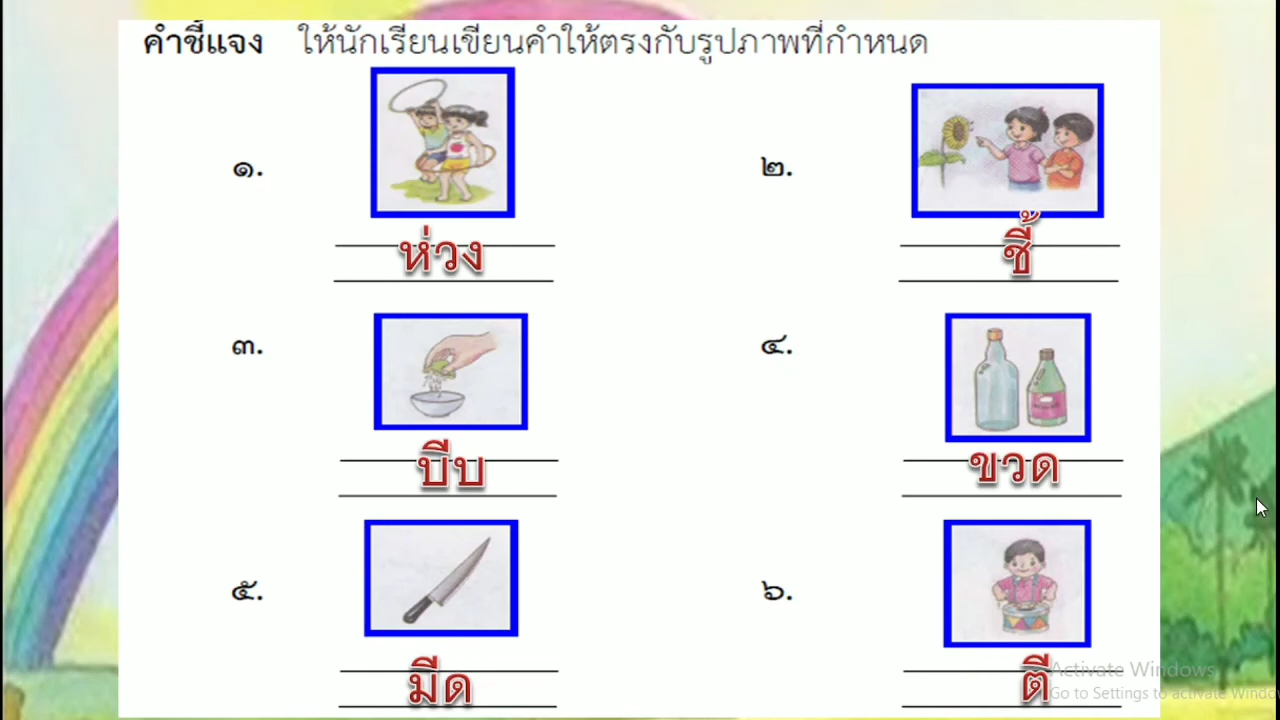 คำชี้แจง ให้นักเรียนเขียนคำให้ตรงกับรูปภาพที่กำหนด
๑. ๒.
ห่วง ชี้
๓. ๔.
บีบ ขวด
๕. ๖.
มีด ตี
Activate Windows
Go to Settings to activate Windo